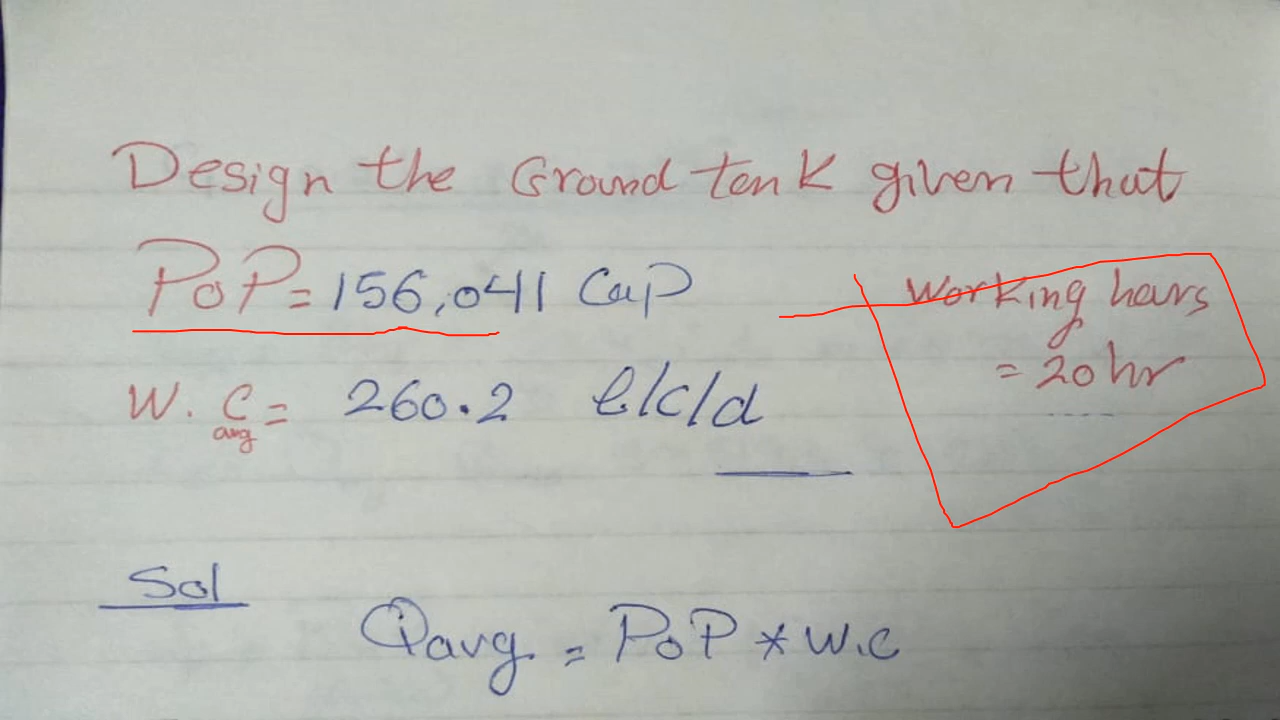 Design the Ground tank given that
PoP = 156,041 Cap
Working hours
= 20 hr
W. C avg = 260.2 l/c/d
Sol
Qavg. = PoP * W.C